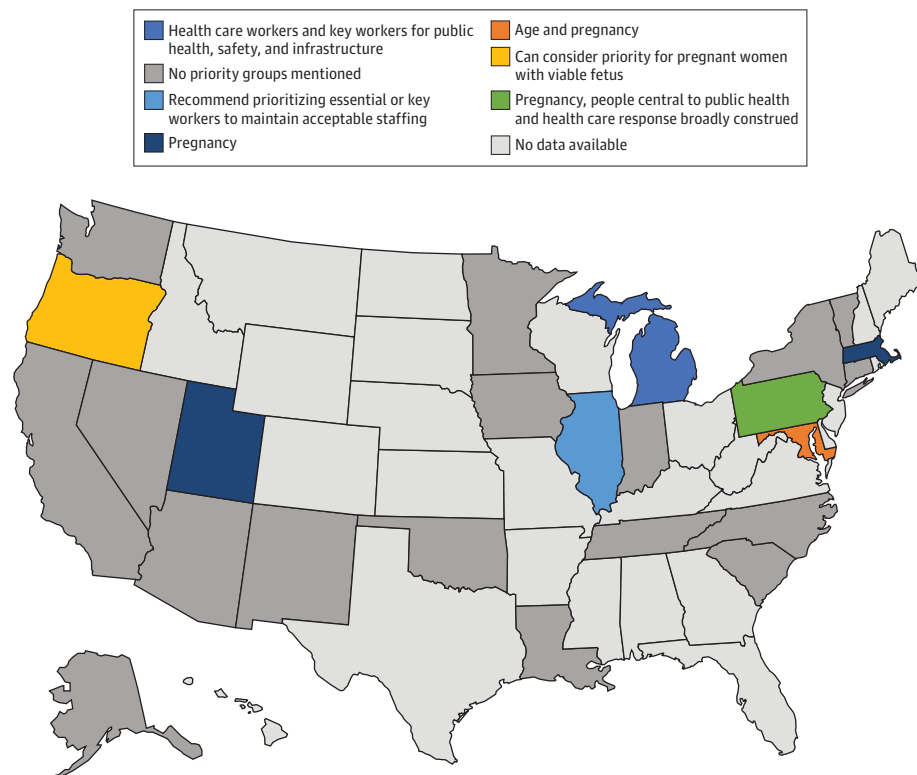 Health care workers and key workers for public
health, safety, and infrastructure
No priority groups mentioned
Recommend prioritizing essential or key
workers to maintain acceptable staffing
Pregnancy
Age and pregnancy
Can consider priority for pregnant women
with viable fetus
Pregnancy, people central to public health
and health care response broadly construed
No data available